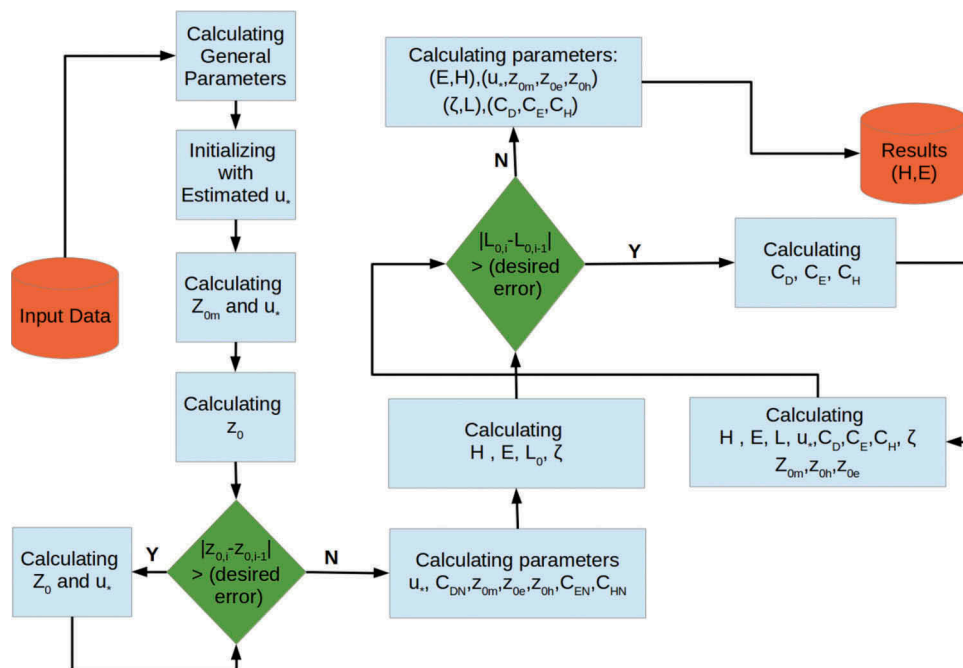 Calculating
General
Parameters
Initializing
with
Estimated u*
Calculating
Z0m and u*
Input Data
Calculating
z0
|z0,i-z0,i-1|
> (desired
error)
Y
N
Calculating
Z0 and u*
Calculating parameters
u*, CDN,z0m,z0e,z0h,CEN,CHN
Calculating
H , E, L0, ζ
|L0,i-L0,i-1|
> (desired
error)
N
Y
Calculating parameters:
(E,H),(u*,z0m,z0e,z0h)
(ζ,L),(CD,CE,CH)
Results
(H,E)
Calculating
CD, CE, CH
Calculating
H , E, L, u*,CD,CE,CH, ζ
Z0m,z0h,z0e